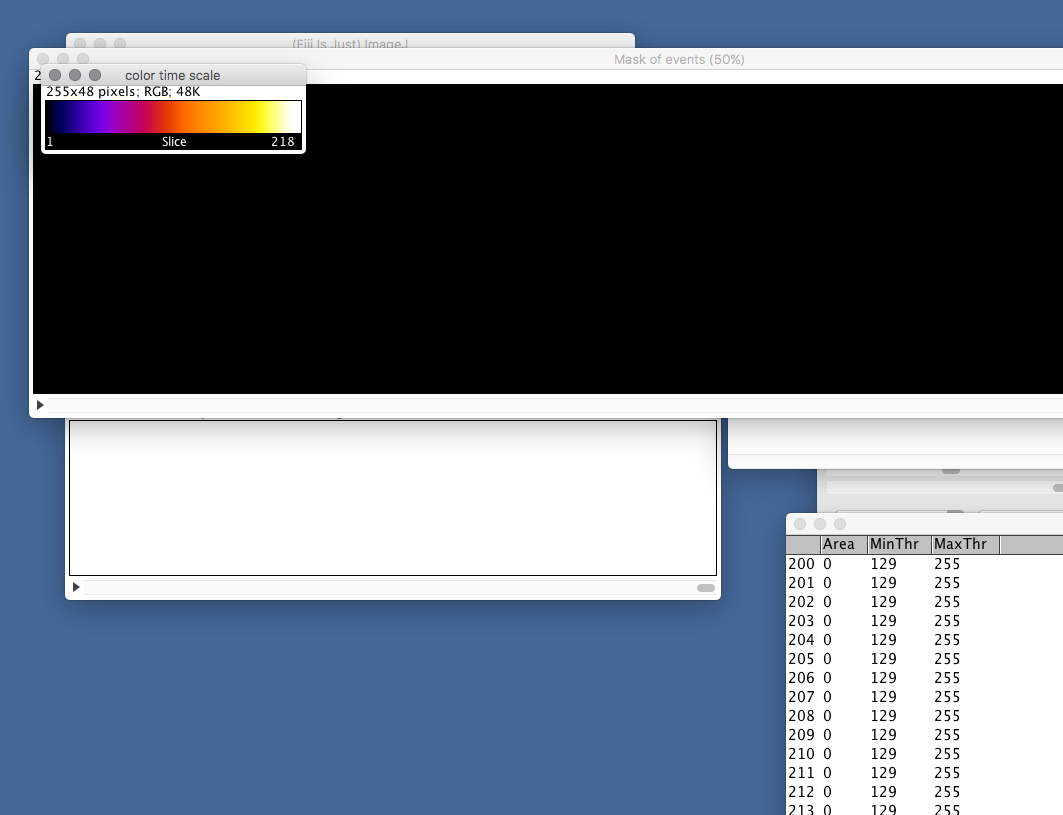 (Fiji Is Just) ImageJ
Mask of events (50%)
2
color time scale
255x48 pixels; RGB; 48K
1 Slice 218
Area MinThr MaxThr
200 0 129 255
201 0 129 255
202 0 129 255
203 0 129 255
204 0 129 255
205 0 129 255
206 0 129 255
207 0 129 255
208 0 129 255
209 0 129 255
210 0 129 255
211 0 129 255
212 0 129 255
213 0 129 255